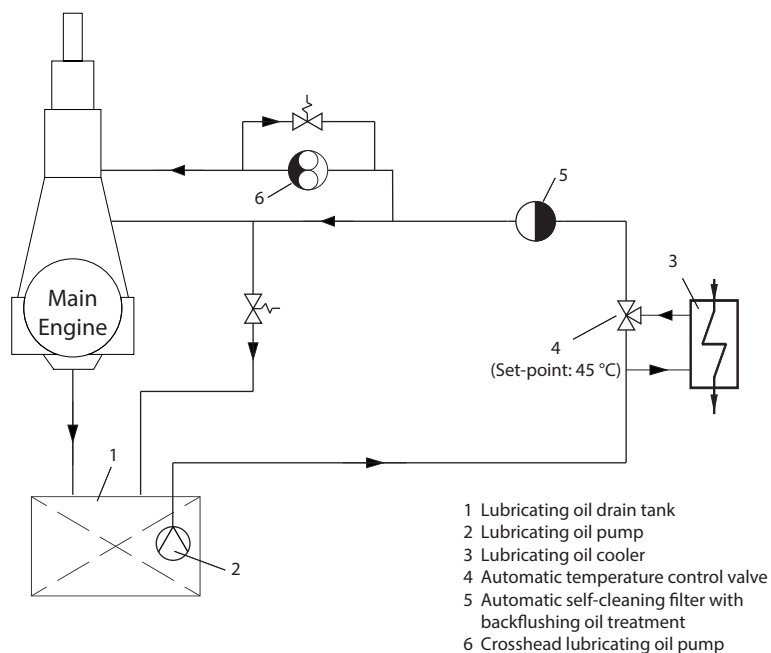 6
5
Main
Engine
3
4
(Set-point: 45 °C)
1
2
1 Lubricating oil drain tank
2 Lubricating oil pump
3 Lubricating oil cooler
4 Automatic temperature control valve
5 Automatic self-cleaning filter with
backflushing oil treatment
6 Crosshead lubricating oil pump